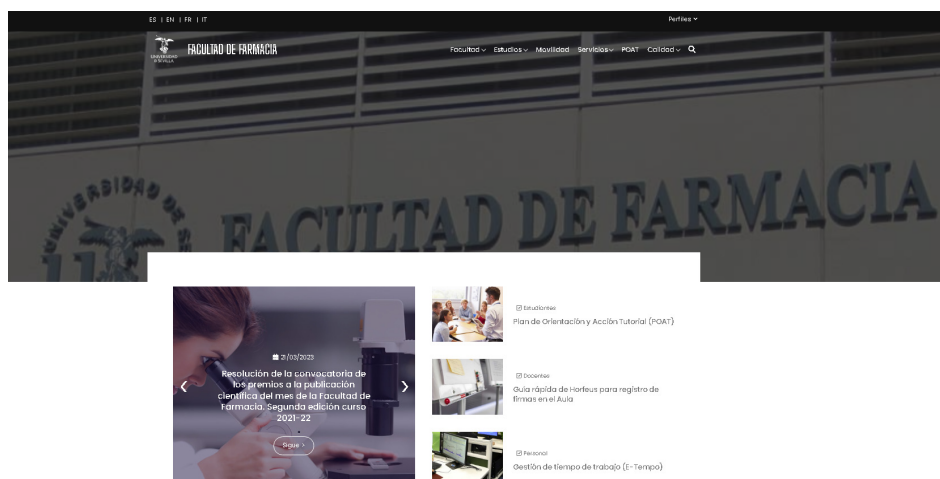 ES | EN | FR | IT
Perfiles
UNIVERSIDAD
D SEVILLA
FACULTAD DE FARMACIA
Facultad Estudios Movilidad Servicios POAT Calidad
FACULTAD DE FARMACIA
21/03/2023
Resolución de la convocatoria de
los premios a la publicación
científica del mes de la Facultad de
Farmacia. Segunda edición curso
2021-22
Sigue >
Estudiantes
Plan de Orientación y Acción Tutorial (POAT)
Docentes
Guía rápida de Horfeus para registro de
firmas en el Aula
Personal
Gestión de tiempo de trabajo (E-Tempo)